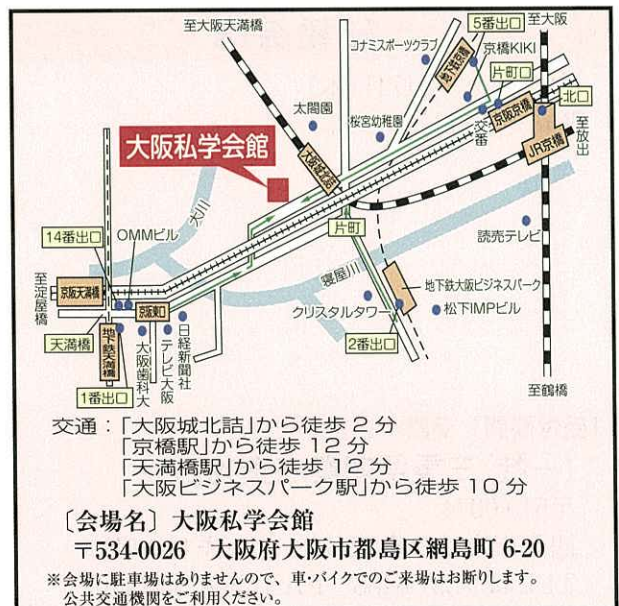 至大阪天満橋
5番出口
至大阪
コナミスポーツクラブ
地下鉄京橋
京橋KIKI
片町口
太閤園
桜宮幼稚園
交番
京阪京橋
北口
至放出
JR京橋
大阪私学会館
大阪城北詰
大川
片町
14番出口
OMMビル
読売テレビ
寝屋川
至淀屋橋
京阪天満橋
京阪東口
地下鉄大阪ビジネスパーク
クリスタルタワー
松下IMPビル
天満橋
地下鉄天満橋
大阪歯科大
テレビ大阪
日経新聞社
2番出口
1番出口
至鶴橋
交通:「大阪城北詰」から徒歩 2 分
「京橋駅」から徒歩 12 分
「天満橋駅」から徒歩 12 分
「大阪ビジネスパーク駅」から徒歩 10 分
〔会場名〕大阪私学会館
〒534-0026 大阪府大阪市都島区網島町 6-20
※会場に駐車場はありませんので、車・バイクでのご来場はお断りします。
公共交通機関をご利用ください。